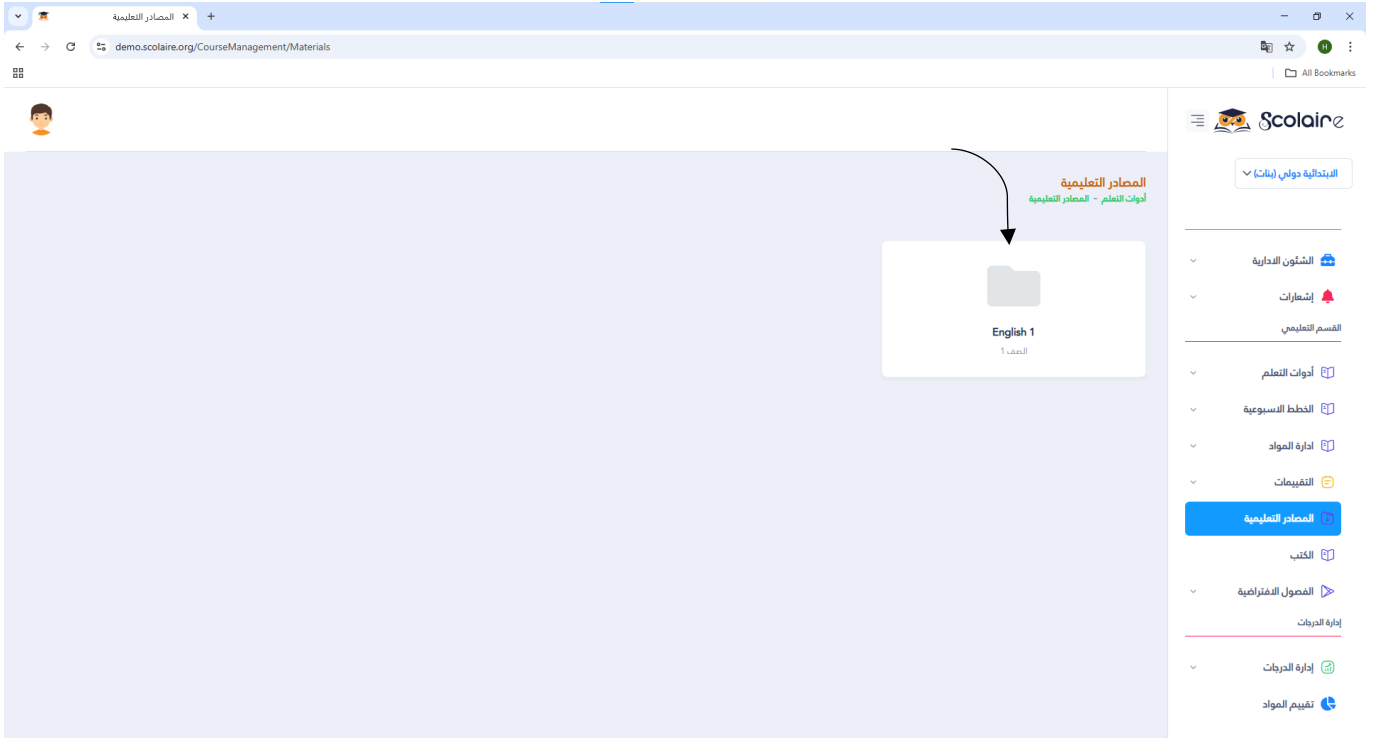 المصادر التعليمية
demo.scolaire.org/CourseManagement/Materials
H
All Bookmarks
Scolaire
الابتدائية دولي (بنات)
المصادر التعليمية
أدوات التعلم - المصادر التعليمية
English 1
الصف 1
الشئون الادارية
إشعارات
القسم التعليمي
أدوات التعلم
الخطط الاسبوعية
ادارة المواد
التقييمات
المصادر التعليمية
الكتب
الفصول الافتراضية
إدارة الدرجات
إدارة الدرجات
تقييم المواد